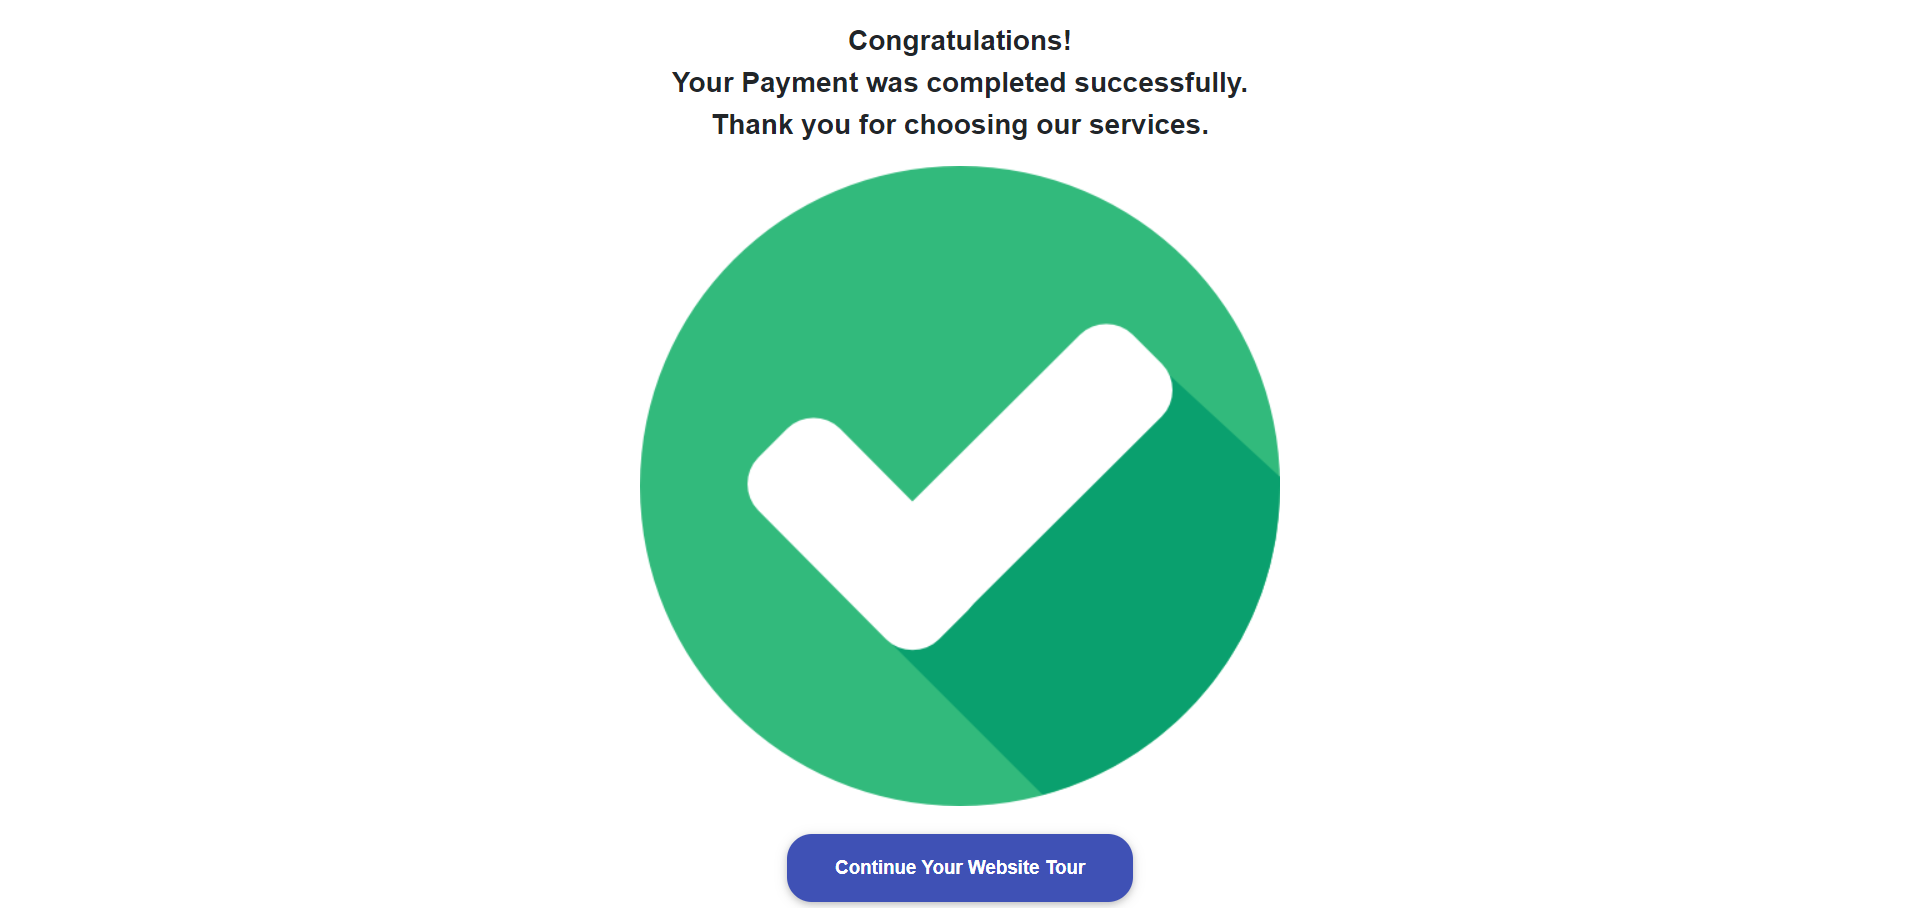 Congratulations!
Your Payment was completed successfully.
Thank you for choosing our services.
Continue Your Website Tour